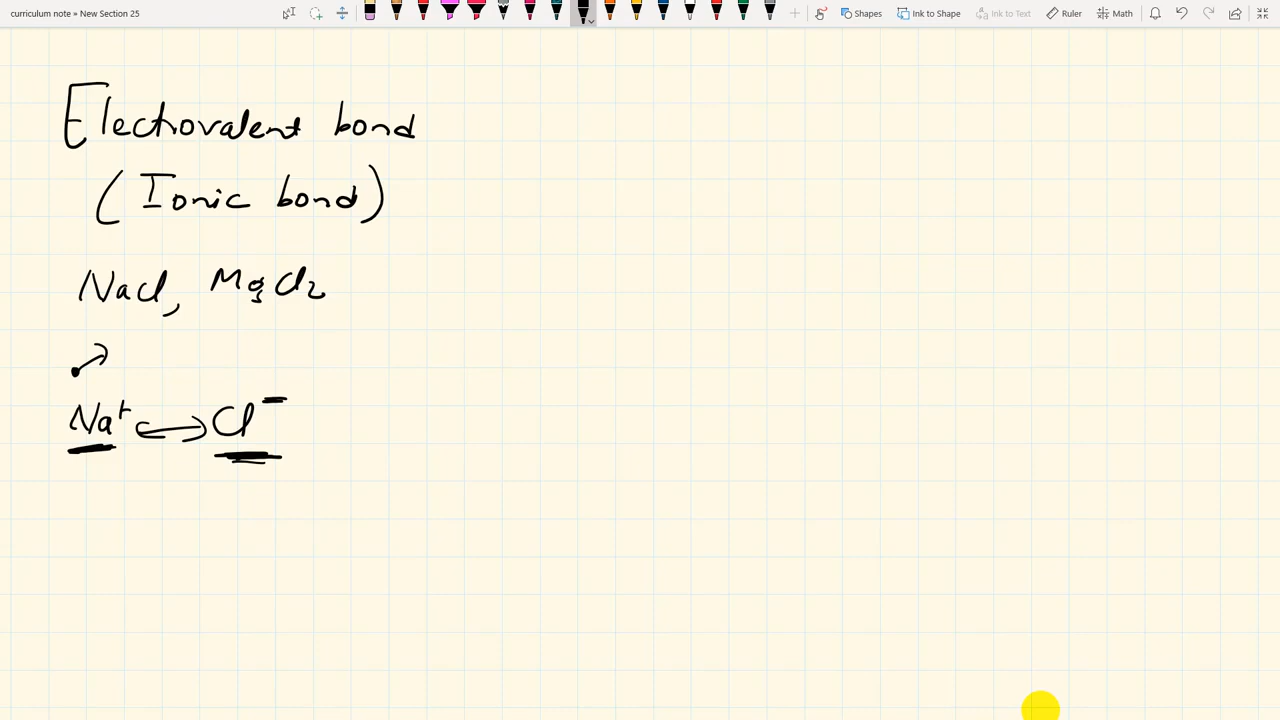 curriculum note » New Section 25
Shapes Ink to Shape Ink to Text Ruler Math
Electrovalent bond
(Ionic bond)
NaCl, MgCl2
Na+ Cl−